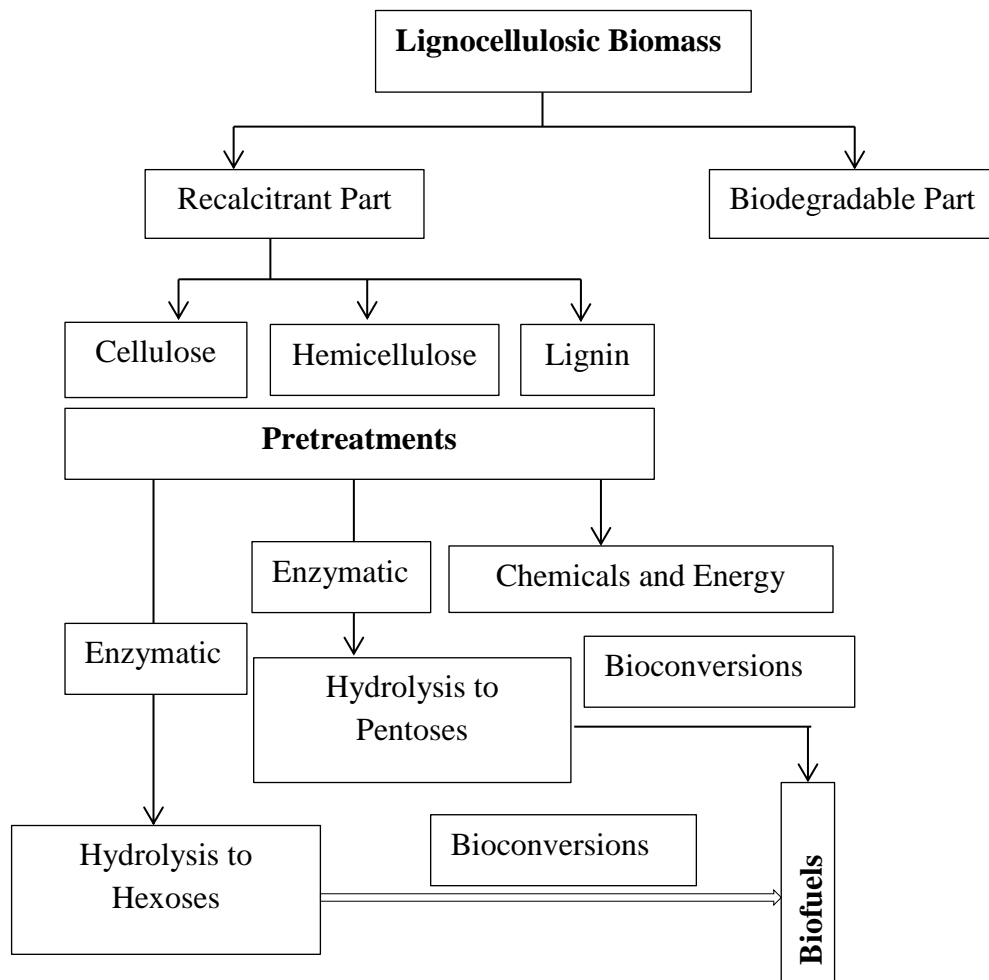 Lignocellulosic Biomass
Recalcitrant Part
Biodegradable Part
Cellulose
Hemicellulose
Lignin
Pretreatments
Enzymatic
Chemicals and Energy
Enzymatic
Hydrolysis to
Pentoses
Bioconversions
Hydrolysis to
Hexoses
Bioconversions
Biofuels